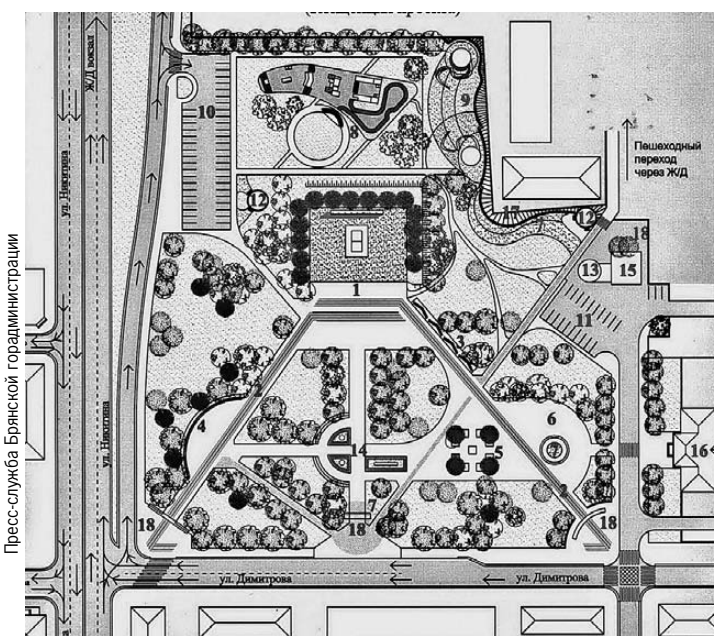 Ж/Д вокзал
ул. Никитина
ул. Никитина
10
8
9
Пешеходный
переход
через Ж/Д
12
17
12
18
13
15
1
11
3
2
4
6
14
5
7
16
7
2
18
18
18
ул. Димитрова
ул. Димитрова
Пресс-служба Брянской горадминистрации